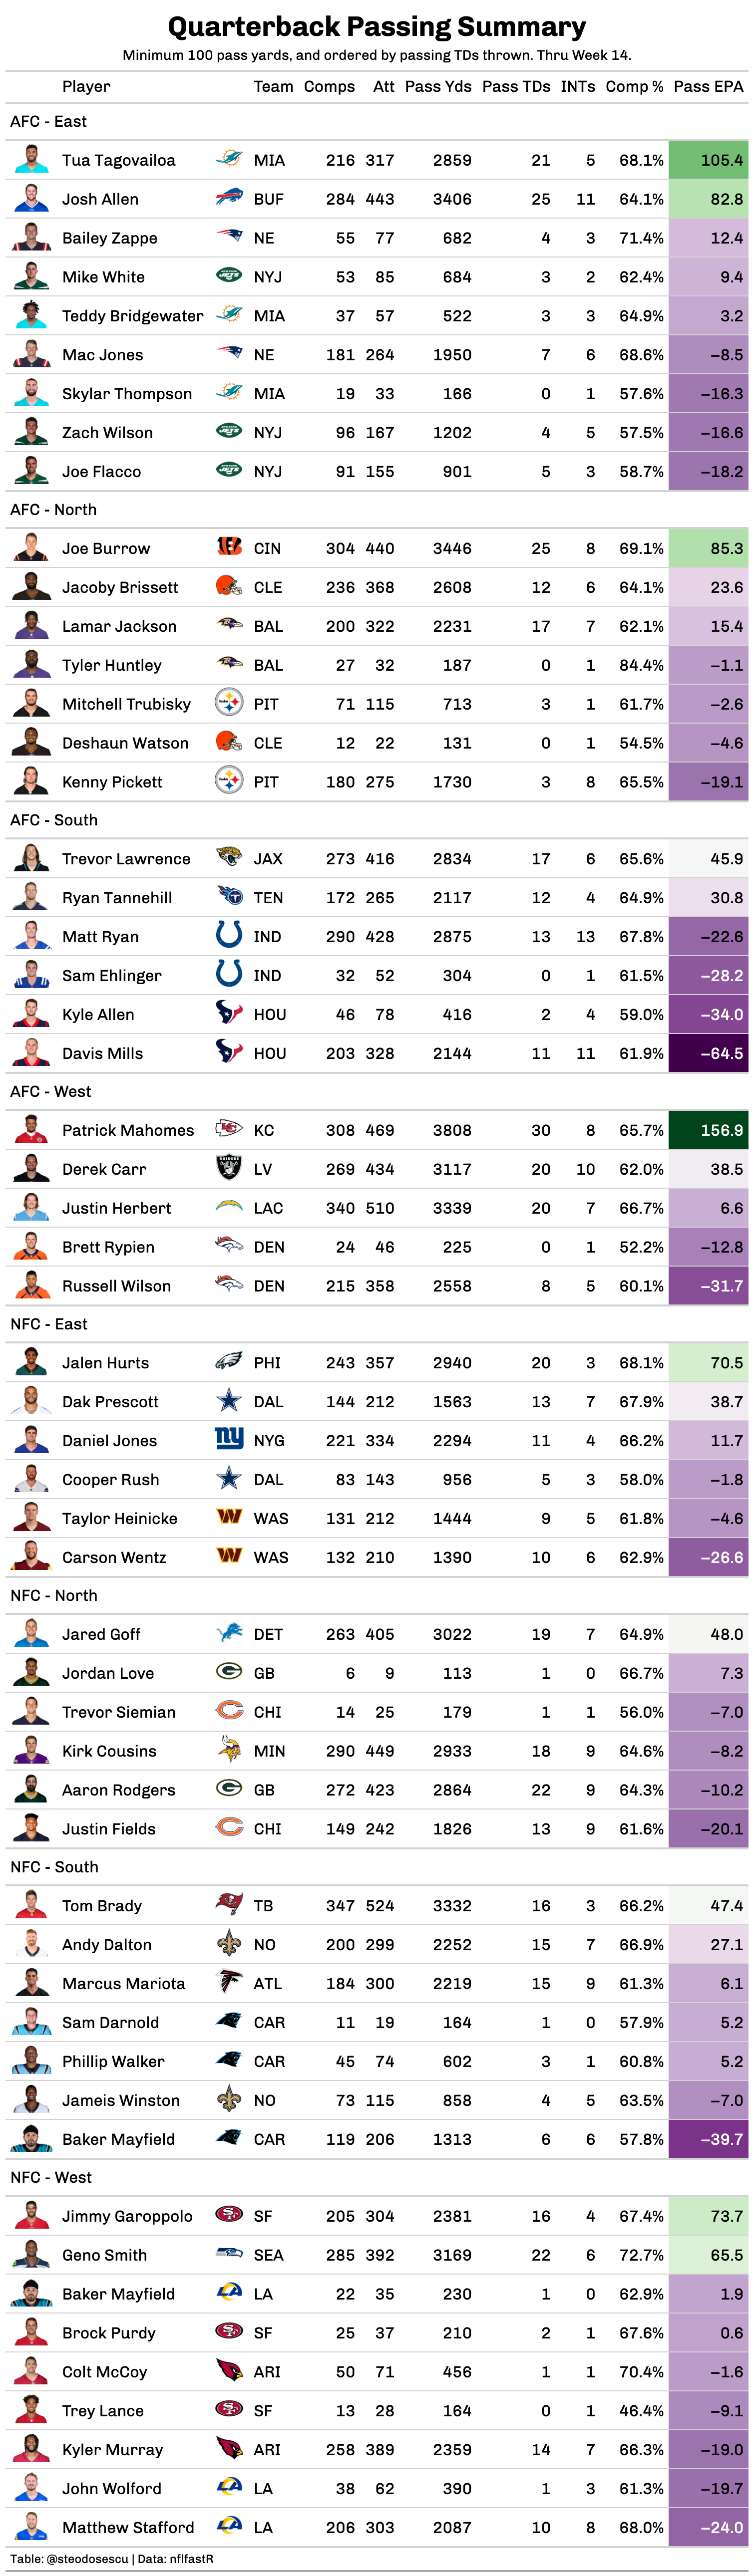 Quarterback Passing Summary
Minimum 100 pass yards, and ordered by passing TDs thrown. Thru Week 14.
Player Team Comps Att Pass Yds Pass TDs INTs Comp % Pass EPA
AFC - East
Tua Tagovailoa MIA 216 317 2859 21 5 68.1% 105.4
Josh Allen BUF 284 443 3406 25 11 64.1% 82.8
Bailey Zappe NE 55 77 682 4 3 71.4% 12.4
Mike White NYJ 53 85 684 3 2 62.4% 9.4
Teddy Bridgewater MIA 37 57 522 3 3 64.9% 3.2
Mac Jones NE 181 264 1950 7 6 68.6% −8.5
Skylar Thompson MIA 19 33 166 0 1 57.6% −16.3
Zach Wilson NYJ 96 167 1202 4 5 57.5% −16.6
Joe Flacco NYJ 91 155 901 5 3 58.7% −18.2
AFC - North
Joe Burrow CIN 304 440 3446 25 8 69.1% 85.3
Jacoby Brissett CLE 236 368 2608 12 6 64.1% 23.6
Lamar Jackson BAL 200 322 2231 17 7 62.1% 15.4
Tyler Huntley BAL 27 32 187 0 1 84.4% −1.1
Mitchell Trubisky PIT 71 115 713 3 1 61.7% −2.6
Deshaun Watson CLE 12 22 131 0 1 54.5% −4.6
Kenny Pickett PIT 180 275 1730 3 8 65.5% −19.1
AFC - South
Trevor Lawrence JAX 273 416 2834 17 6 65.6% 45.9
Ryan Tannehill TEN 172 265 2117 12 4 64.9% 30.8
Matt Ryan IND 290 428 2875 13 13 67.8% −22.6
Sam Ehlinger IND 32 52 304 0 1 61.5% −28.2
Kyle Allen HOU 46 78 416 2 4 59.0% −34.0
Davis Mills HOU 203 328 2144 11 11 61.9% −64.5
AFC - West
Patrick Mahomes KC 308 469 3808 30 8 65.7% 156.9
Derek Carr LV 269 434 3117 20 10 62.0% 38.5
Justin Herbert LAC 340 510 3339 20 7 66.7% 6.6
Brett Rypien DEN 24 46 225 0 1 52.2% −12.8
Russell Wilson DEN 215 358 2558 8 5 60.1% −31.7
NFC - East
Jalen Hurts PHI 243 357 2940 20 3 68.1% 70.5
Dak Prescott DAL 144 212 1563 13 7 67.9% 38.7
Daniel Jones NYG 221 334 2294 11 4 66.2% 11.7
Cooper Rush DAL 83 143 956 5 3 58.0% −1.8
Taylor Heinicke WAS 131 212 1444 9 5 61.8% −4.6
Carson Wentz WAS 132 210 1390 10 6 62.9% −26.6
NFC - North
Jared Goff DET 263 405 3022 19 7 64.9% 48.0
Jordan Love GB 6 9 113 1 0 66.7% 7.3
Trevor Siemian CHI 14 25 179 1 1 56.0% −7.0
Kirk Cousins MIN 290 449 2933 18 9 64.6% −8.2
Aaron Rodgers GB 272 423 2864 22 9 64.3% −10.2
Justin Fields CHI 149 242 1826 13 9 61.6% −20.1
NFC - South
Tom Brady TB 347 524 3332 16 3 66.2% 47.4
Andy Dalton NO 200 299 2252 15 7 66.9% 27.1
Marcus Mariota ATL 184 300 2219 15 9 61.3% 6.1
Sam Darnold CAR 11 19 164 1 0 57.9% 5.2
Phillip Walker CAR 45 74 602 3 1 60.8% 5.2
Jameis Winston NO 73 115 858 4 5 63.5% −7.0
Baker Mayfield CAR 119 206 1313 6 6 57.8% −39.7
NFC - West
Jimmy Garoppolo SF 205 304 2381 16 4 67.4% 73.7
Geno Smith SEA 285 392 3169 22 6 72.7% 65.5
Baker Mayfield LA 22 35 230 1 0 62.9% 1.9
Brock Purdy SF 25 37 210 2 1 67.6% 0.6
Colt McCoy ARI 50 71 456 1 1 70.4% −1.6
Trey Lance SF 13 28 164 0 1 46.4% −9.1
Kyler Murray ARI 258 389 2359 14 7 66.3% −19.0
John Wolford LA 38 62 390 1 3 61.3% −19.7
Matthew Stafford LA 206 303 2087 10 8 68.0% −24.0
Table: @steodosescu | Data: nflfastR